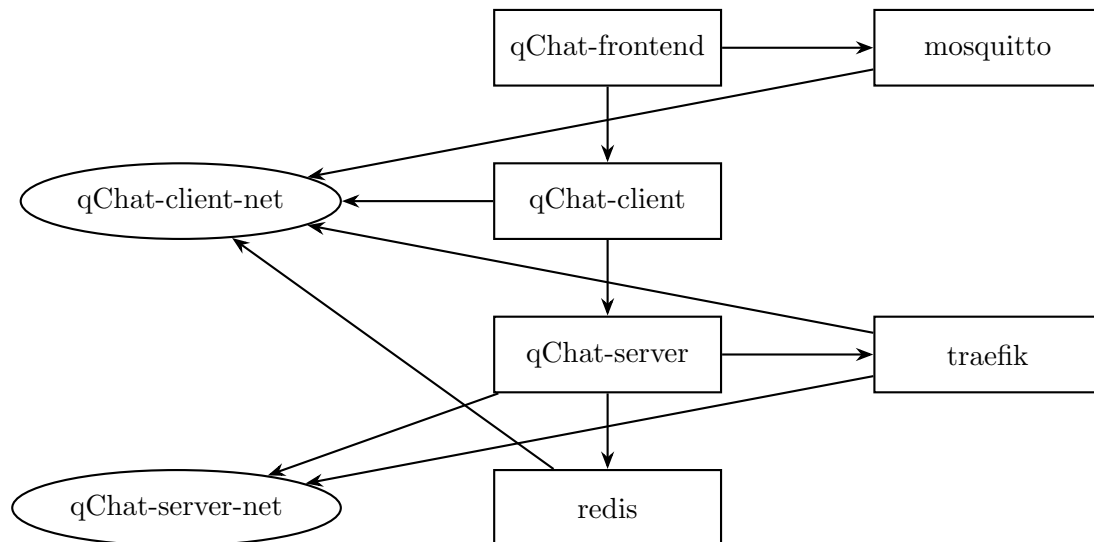 qChat-frontend
mosquitto
qChat-client-net
qChat-client
qChat-server
traefik
qChat-server-net
redis